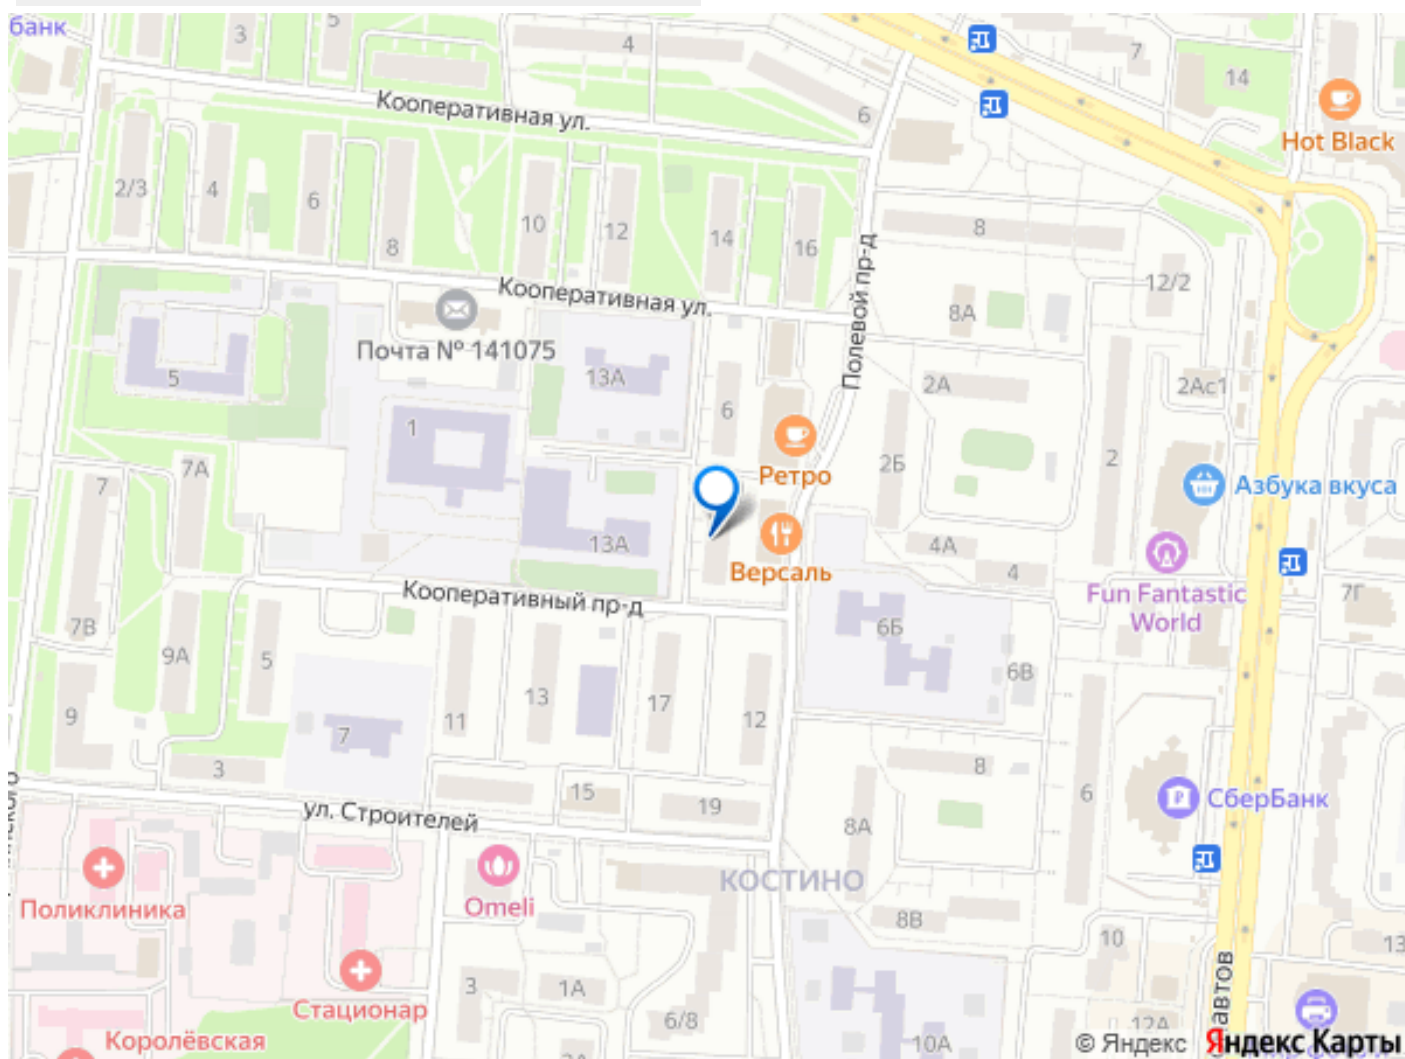 банк
3
5
4
7
14
Hot Black
Кооперативная ул.
6
2/3
4
6
8
10
12
14
16
8
12/2
Полевой пр-д
Кооперативная ул.
8А
Почта № 141075
5
13А
6
2А
2Ас1
1
7А
7
Ретро
2Б
2
Азбука вкуса
13А
Версаль
4А
4
Fun Fantastic
World
7Г
Кооперативный пр-д
7В
9А
5
6Б
6В
9
7
11
13
17
12
3
15
19
8
6
СберБанк
ул. Строителей
8А
КОСТИНО
Поликлиника
Omeli
8В
10
13
Стационар
3
1А
6/8
10А
12А
Королёвская
© Яндекс
Яндекс Карты